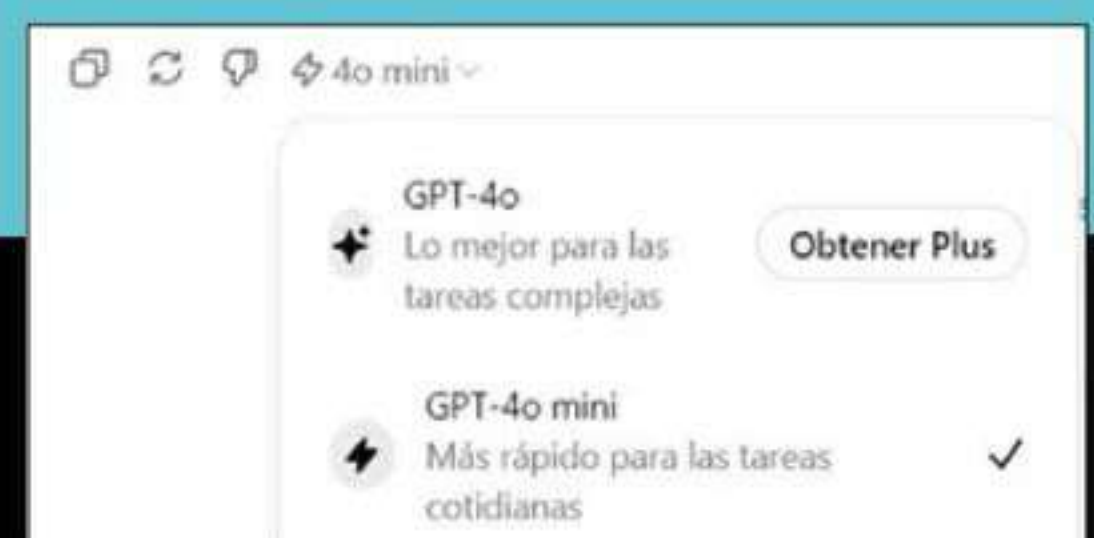 4o mini
GPT-4o
Lo mejor para las
tareas complejas
Obtener Plus
GPT-4o mini
Más rápido para las tareas
cotidianas